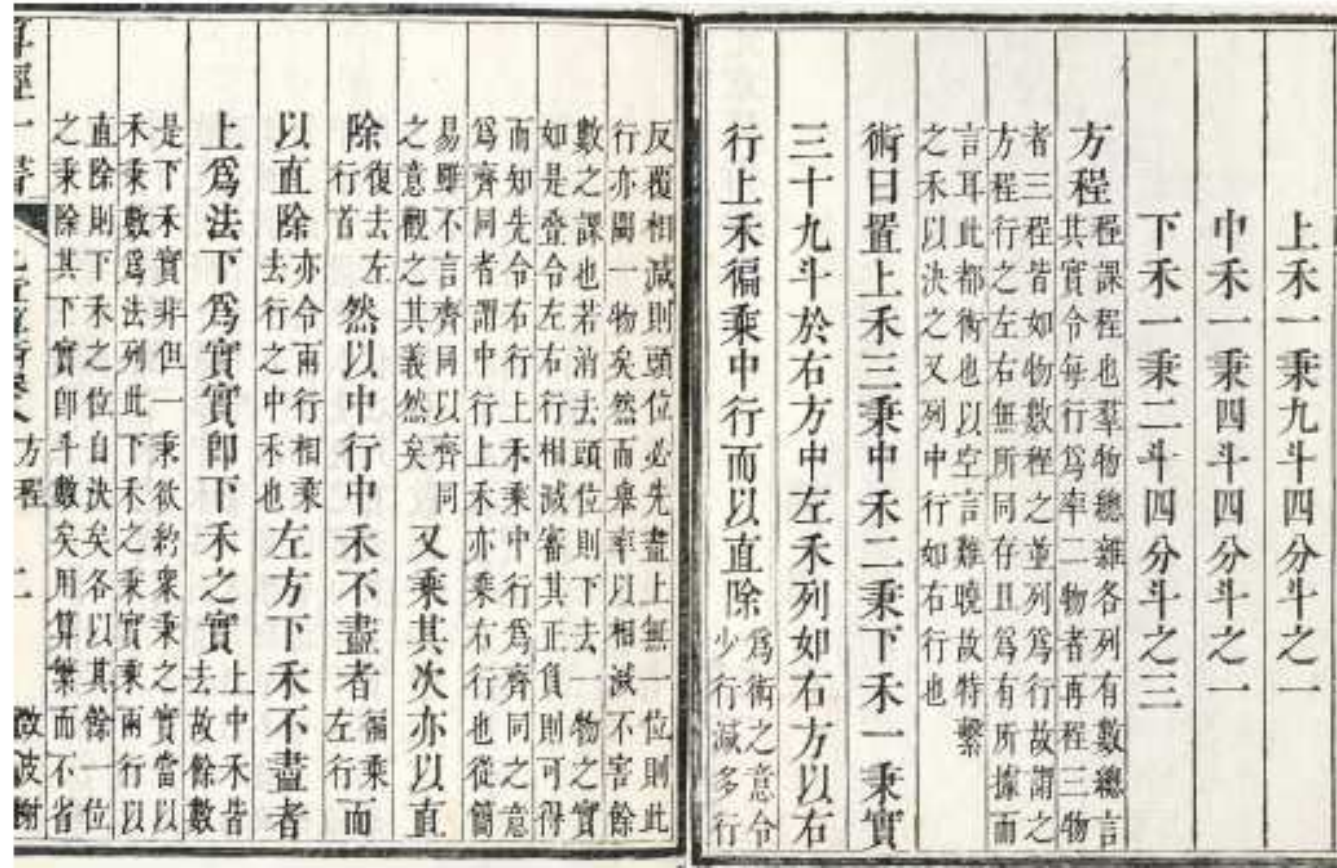 上禾一秉九斗四分斗之一
中禾一秉四斗四分斗之一
下禾一秉二斗四分斗之三
方程程課程也羣物總雜各列有數總言
其實令每行爲率二物者再程三物
者三程皆如物數程之並列爲行故謂之
方程行之左右無所同存且爲有所據而
言耳此都術也以空言難曉故特繫
之禾以決之又列中行如右行也
術曰置上禾三秉中禾二秉下禾一秉實
三十九斗於右方中左禾列如右方以右
行上禾徧乘中行而以直除爲術之意令少行減多行
反覆相減則頭位必先盡上無一位則此
行亦闕一物矣然而舉率以相減不害餘
數之課也若消去頭位則下去一物之實
如是叠令左右行相減審其正負則可得
而知先令右行上禾乘中行爲齊同之意
爲齊同者謂中行上禾亦乘右行也從簡
易雖不言齊同以齊同
之意觀之其義然矣又乘其次亦以直
除復去左行首然以中行中禾不盡者徧乘左行而
以直除亦令兩行相乘去行之中禾也左方下禾不盡者
上爲法下爲實實即下禾之實上中禾皆去故餘數
是下禾實非但一秉欲約衆秉之實當以
禾秉數爲法列此下禾之秉實乘兩行以
直除則下禾之位自決矣各以其餘一位
之秉除其下實即斗數矣用算繁而不省
方程 二